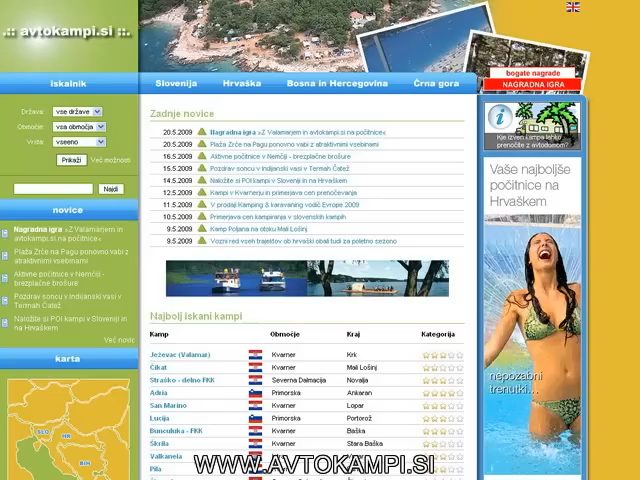 .:: avtokampi.si ::.
iskalnik
Slovenija
Hrvaška
Bosna in Hercegovina
Črna gora
bogate nagrade
NAGRADNA IGRA
Država: vse države
Območje: vsa območja
Vrsta: vseeno
Prikaži Več možnosti
Najdi
novice
Nagradna igra »Z Valamarjem in
avtokampi.si na počitnice«
Plaža Zrče na Pagu ponovno vabi z
atraktivnimi vsebinami
Aktivne počitnice v Nemčiji -
brezplačne brošure
Pozdrav soncu v Indijanski vasi v
Termah Čatež
Naložite si POI kampi v Sloveniji in
na Hrvaškem
Več novic
karta
SLO
HR
BIH
Zadnje novice
20.5.2009 Nagradna igra »Z Valamarjem in avtokampi.si na počitnice«
20.5.2009 Plaža Zrče na Pagu ponovno vabi z atraktivnimi vsebinami
16.5.2009 Aktivne počitnice v Nemčiji - brezplačne brošure
15.5.2009 Pozdrav soncu v Indijanski vasi v Termah Čatež
14.5.2009 Naložite si POI kampi v Sloveniji in na Hrvaškem
12.5.2009 Kampi v Kvarnerju in primerjava cen prenočevanja
11.5.2009 V prodaji Kamping & karavaning vodič Evrope 2009
10.5.2009 Primerjava cen kampiranja v slovenskih kampih
9.5.2009 Kamp Poljana na otoku Mali Lošinj
9.5.2009 Vozni red vseh trajektov ob hrvaški obali tudi za poletno sezono
Najbolj iskani kampi
Kamp Območje Kraj Kategorija
Ježevac (Valamar) Kvarner Krk
Čikat Kvarner Mali Lošinj
Straško - delno FKK Severna Dalmacija Novalja
Adria Primorska Ankaran
San Marino Kvarner Lopar
Lucija Primorska Portorož
Bunculuka - FKK Kvarner Baška
Škrila Kvarner Stara Baška
Valkanela
Pila
Kje izven kampa lahko
prenočite z avtodomom?
Vaše najboljše
počitnice na
Hrvaškem
nepozabni
trenutki...
WWW.AVTOKAMPI.SI